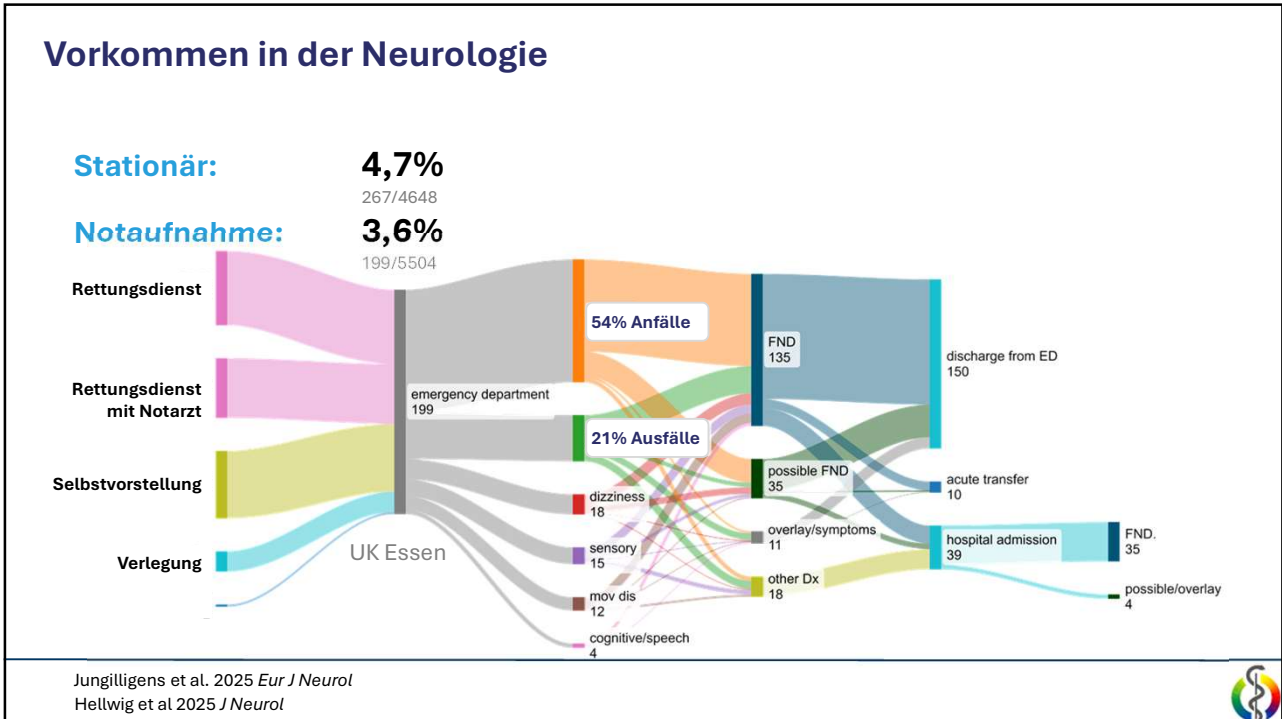 Vorkommen in der Neurologie
Stationär:
4,7%
267/4648
Notaufnahme:
3,6%
199/5504
Rettungsdienst
Rettungsdienst
mit Notarzt
Selbstvorstellung
Verlegung
emergency department
199
UK Essen
54% Anfälle
21% Ausfälle
dizziness
18
sensory
15
mov dis
12
cognitive/speech
4
FND
135
possible FND
35
overlay/symptoms
11
other Dx
18
discharge from ED
150
acute transfer
10
hospital admission
39
FND.
35
possible/overlay
4
Jungilligens et al. 2025 Eur J Neurol
Hellwig et al 2025 J Neurol